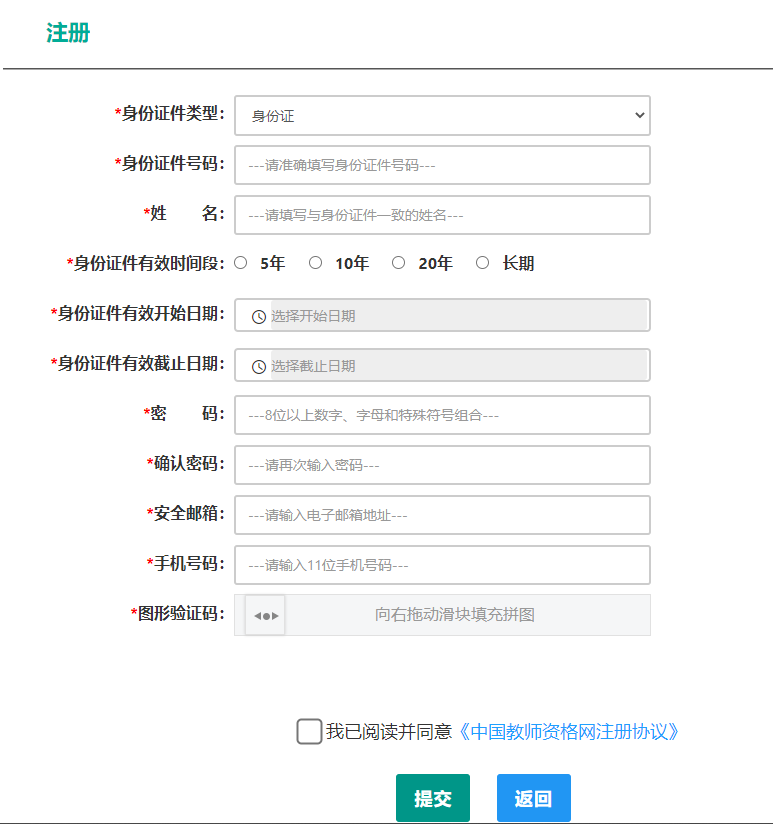 注册
*身份证件类型: 身份证
*身份证件号码: ---请准确填写身份证件号码---
*姓 名: ---请填写与身份证件一致的姓名---
*身份证件有效时间段: 5年 10年 20年 长期
*身份证件有效开始日期: 选择开始日期
*身份证件有效截止日期: 选择截止日期
*密 码: ---8位以上数字、字母和特殊符号组合---
*确认密码: ---请再次输入密码---
*安全邮箱: ---请输入电子邮箱地址---
*手机号码: ---请输入11位手机号码---
*图形验证码: 向右拖动滑块填充拼图
我已阅读并同意《中国教师资格网注册协议》
提交 返回